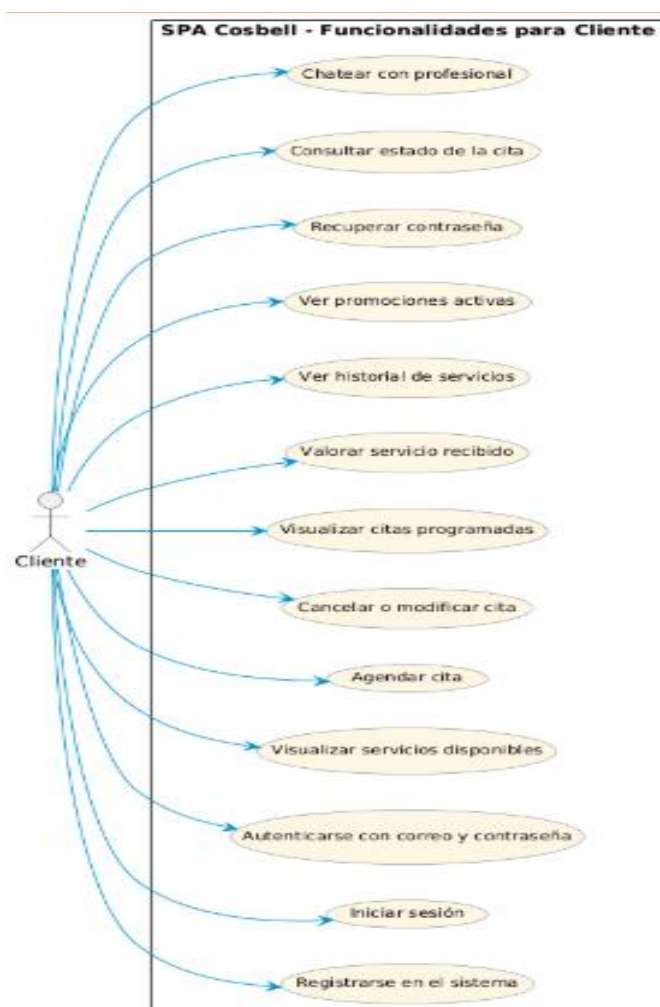 SPA Cosbell - Funcionalidades para Cliente
Chatear con profesional
Consultar estado de la cita
Recuperar contraseña
Ver promociones activas
Ver historial de servicios
Valorar servicio recibido
Visualizar citas programadas
Cliente
Cancelar o modificar cita
Agendar cita
Visualizar servicios disponibles
Autenticarse con correo y contraseña
Iniciar sesión
Registrarse en el sistema